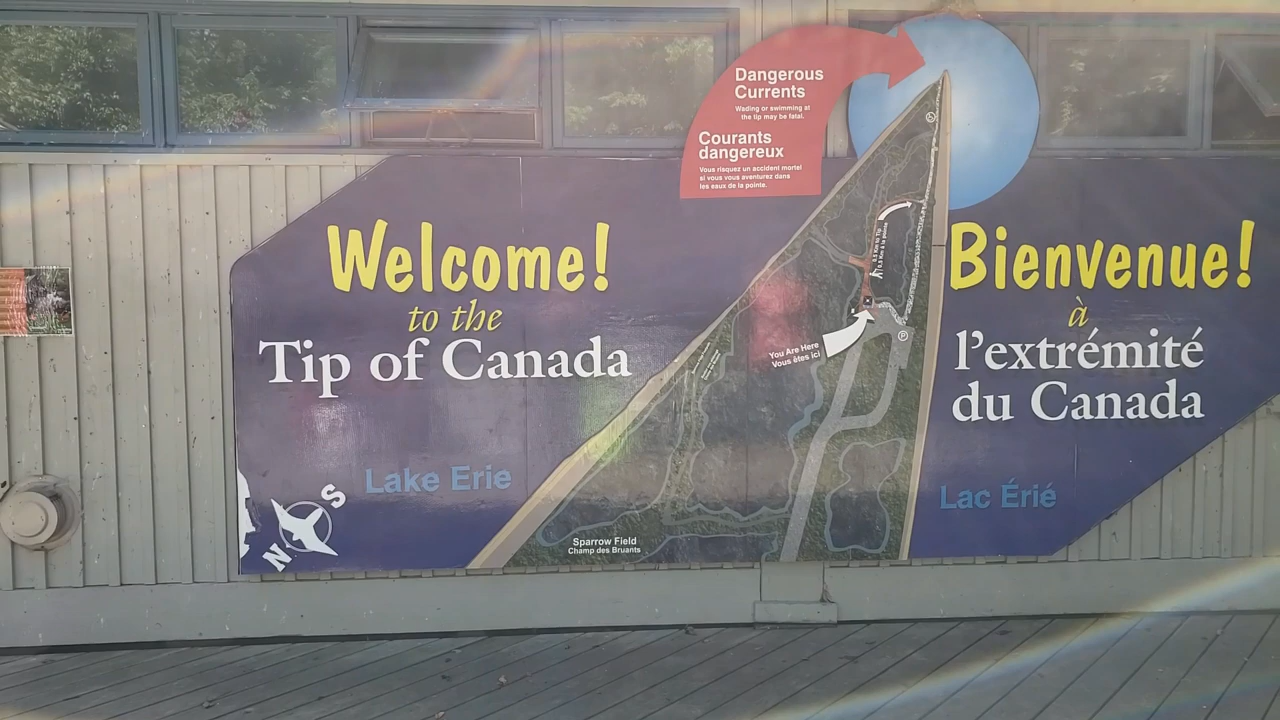 Dangerous
Currents
Wading or swimming at
the tip may be fatal.
Courants
dangereux
Vous risquez un accident mortel
si vous vous aventurez dans
les eaux de la pointe.
Welcome!
to the
Tip of Canada
Lake Erie
N S
You Are Here
Vous êtes ici
P
Sparrow Field
Champ des Bruants
Bienvenue!
à
l'extrémité
du Canada
Lac Érié